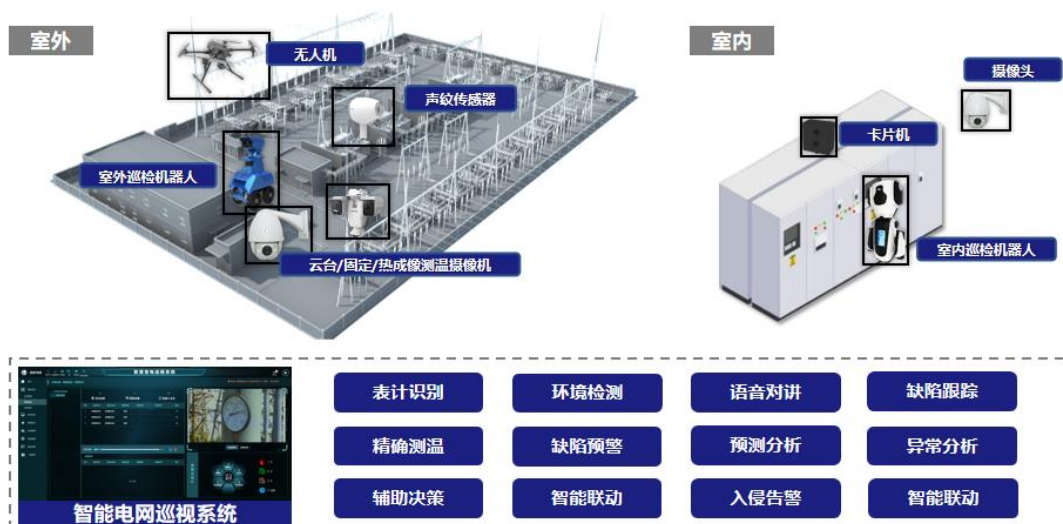 室外
无人机
声纹传感器
室外巡检机器人
云台/固定/热成像测温摄像机
室内
摄像头
卡片机
室内巡检机器人
智能电网巡视系统
表计识别
环境检测
语音对讲
缺陷跟踪
精确测温
缺陷预警
预测分析
异常分析
辅助决策
智能联动
入侵告警
智能联动